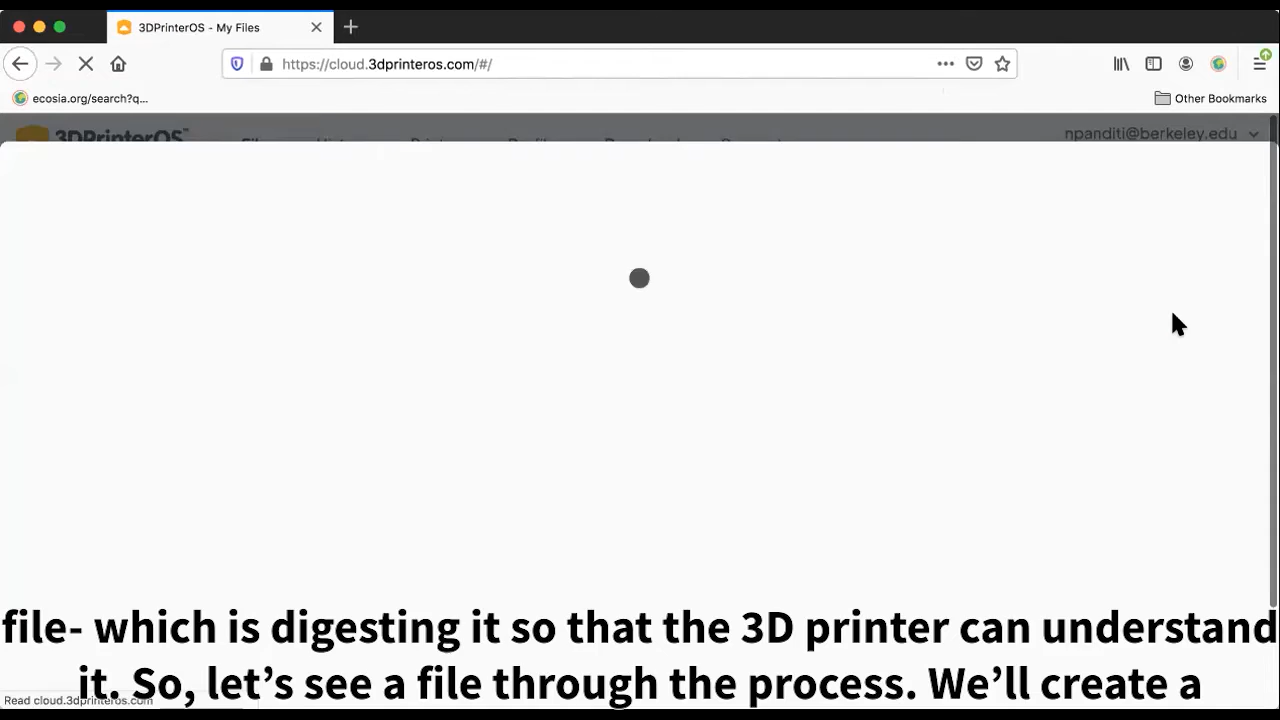 3DPrinterOS - My Files
https://cloud.3dprinteros.com/#/
ecosia.org/search?q...
Other Bookmarks
3DPrinterOS™
npanditi@berkeley.edu
file- which is digesting it so that the 3D printer can understand
it. So, let's see a file through the process. We'll create a
Read cloud.3dprinteros.com